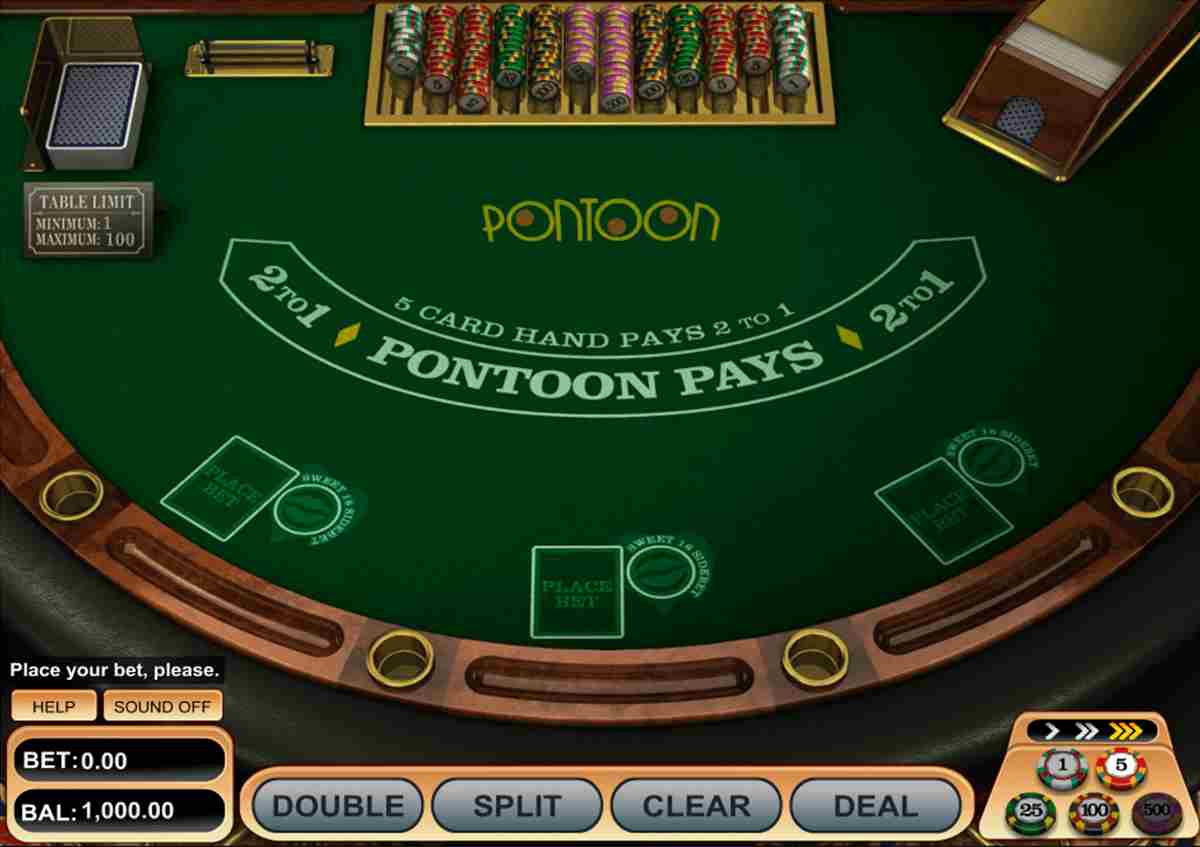 TABLE LIMIT
MINIMUM: 1
MAXIMUM: 100
PONTOON
5 CARD HAND PAYS 2 TO 1
2 TO 1 PONTOON PAYS 2 TO 1
PLACE
BET
SWEET 16 SIDEBET
PLACE
BET
SWEET 16 SIDEBET
PLACE
BET
SWEET 16 SIDEBET
Place your bet, please.
HELP SOUND OFF
BET: 0.00
BAL: 1,000.00
DOUBLE SPLIT CLEAR DEAL
1 5
25 100 500